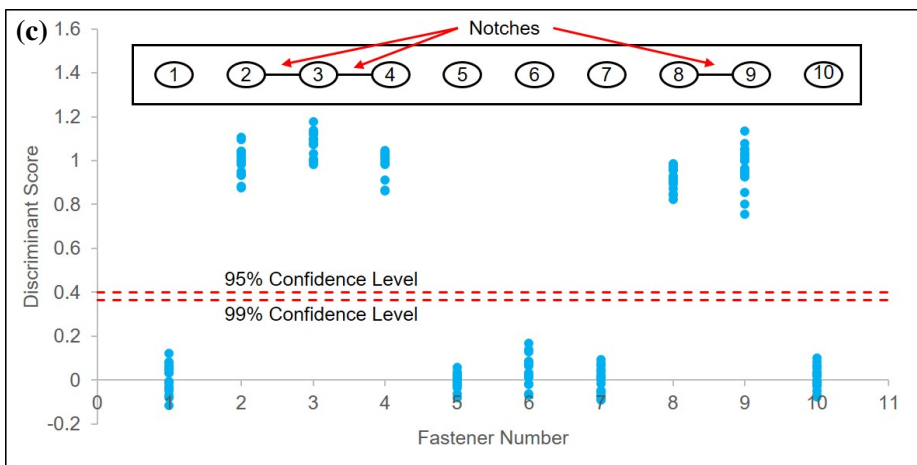 (c)
Notches
1 2 3 4 5 6 7 8 9 10
1.6
1.4
1.2
1
0.8
0.6
0.4
0.2
0
-0.2
Discriminant Score
95% Confidence Level
99% Confidence Level
0 1 2 3 4 5 6 7 8 9 10 11
Fastener Number